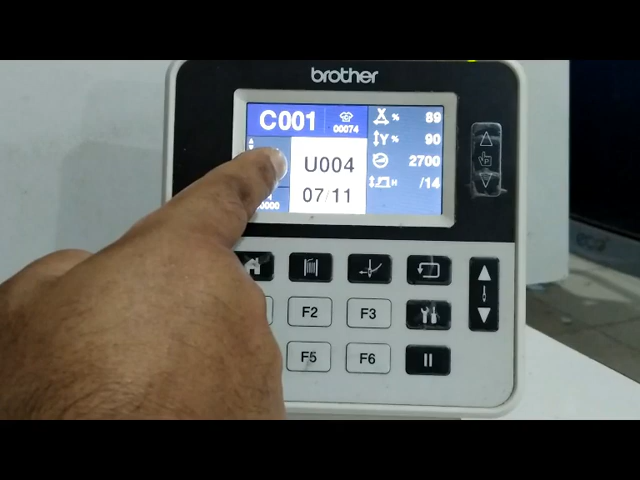 brother
C001
00074
X % 89
Y % 90
2700
H /14
U004
07/11
0000
F2
F3
F5
F6